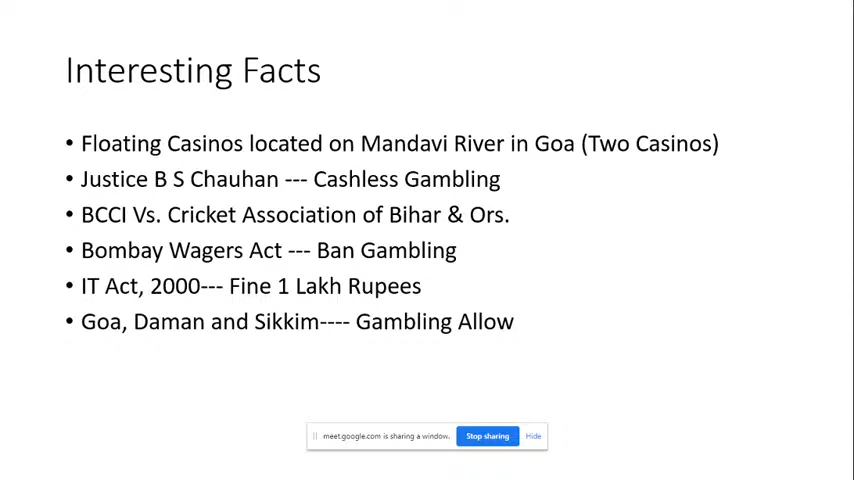 Interesting Facts
• Floating Casinos located on Mandavi River in Goa (Two Casinos)
• Justice B S Chauhan --- Cashless Gambling
• BCCI Vs. Cricket Association of Bihar & Ors.
• Bombay Wagers Act --- Ban Gambling
• IT Act, 2000--- Fine 1 Lakh Rupees
• Goa, Daman and Sikkim---- Gambling Allow
meet.google.com is sharing a window. Stop sharing Hide